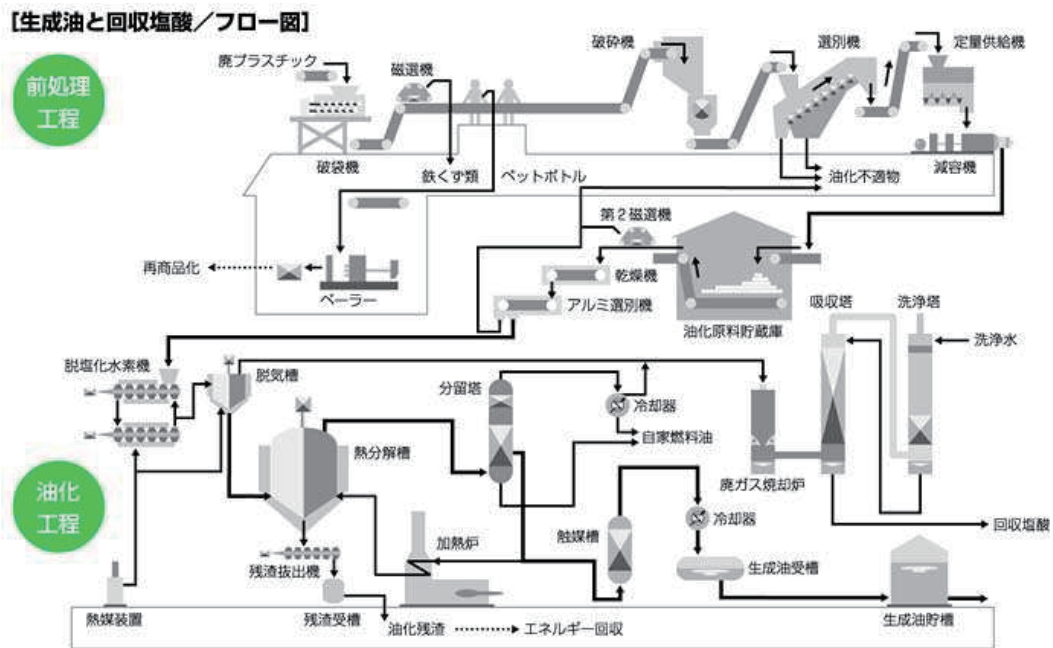 [生成油と回収塩酸／フロー図]
前処理
工程
廃プラスチック
磁選機
破砕機
選別機
定量供給機
破袋機
鉄くず類
ペットボトル
油化不適物
減容機
第2磁選機
再商品化
ベーラー
乾燥機
アルミ選別機
油化原料貯蔵庫
吸収塔
洗浄塔
洗浄水
脱塩化水素機
脱気槽
分留塔
冷却器
自家燃料油
熱分解槽
廃ガス焼却炉
油化
工程
触媒槽
冷却器
回収塩酸
加熱炉
残渣抜出機
生成油受槽
熱媒装置
残渣受槽
油化残渣
エネルギー回収
生成油貯槽